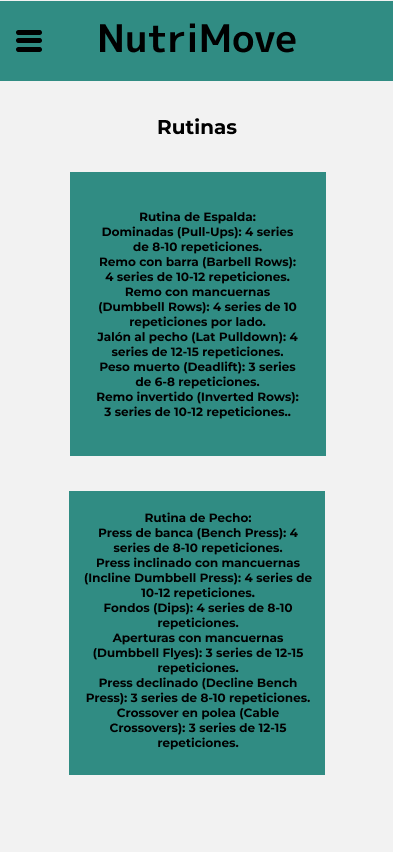 NutriMove
Rutinas
Rutina de Espalda:
Dominadas (Pull-Ups): 4 series
de 8-10 repeticiones.
Remo con barra (Barbell Rows):
4 series de 10-12 repeticiones.
Remo con mancuernas
(Dumbbell Rows): 4 series de 10
repeticiones por lado.
Jalón al pecho (Lat Pulldown): 4
series de 12-15 repeticiones.
Peso muerto (Deadlift): 3 series
de 6-8 repeticiones.
Remo invertido (Inverted Rows):
3 series de 10-12 repeticiones..
Rutina de Pecho:
Press de banca (Bench Press): 4
series de 8-10 repeticiones.
Press inclinado con mancuernas
(Incline Dumbbell Press): 4 series de
10-12 repeticiones.
Fondos (Dips): 4 series de 8-10
repeticiones.
Aperturas con mancuernas
(Dumbbell Flyes): 3 series de 12-15
repeticiones.
Press declinado (Decline Bench
Press): 3 series de 8-10 repeticiones.
Crossover en polea (Cable
Crossovers): 3 series de 12-15
repeticiones.